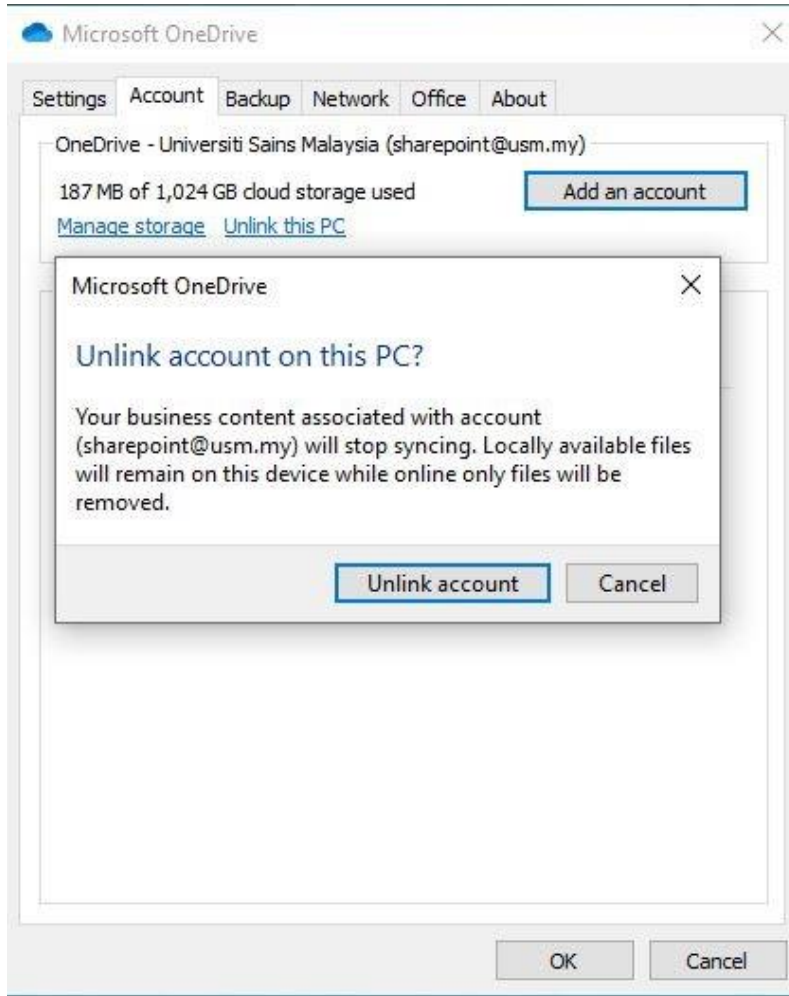 Microsoft OneDrive
Settings Account Backup Network Office About
OneDrive - Universiti Sains Malaysia (sharepoint@usm.my)
187 MB of 1,024 GB cloud storage used
Add an account
Manage storage Unlink this PC
Microsoft OneDrive
Unlink account on this PC?
Your business content associated with account
(sharepoint@usm.my) will stop syncing. Locally available files
will remain on this device while online only files will be
removed.
Unlink account Cancel
OK Cancel